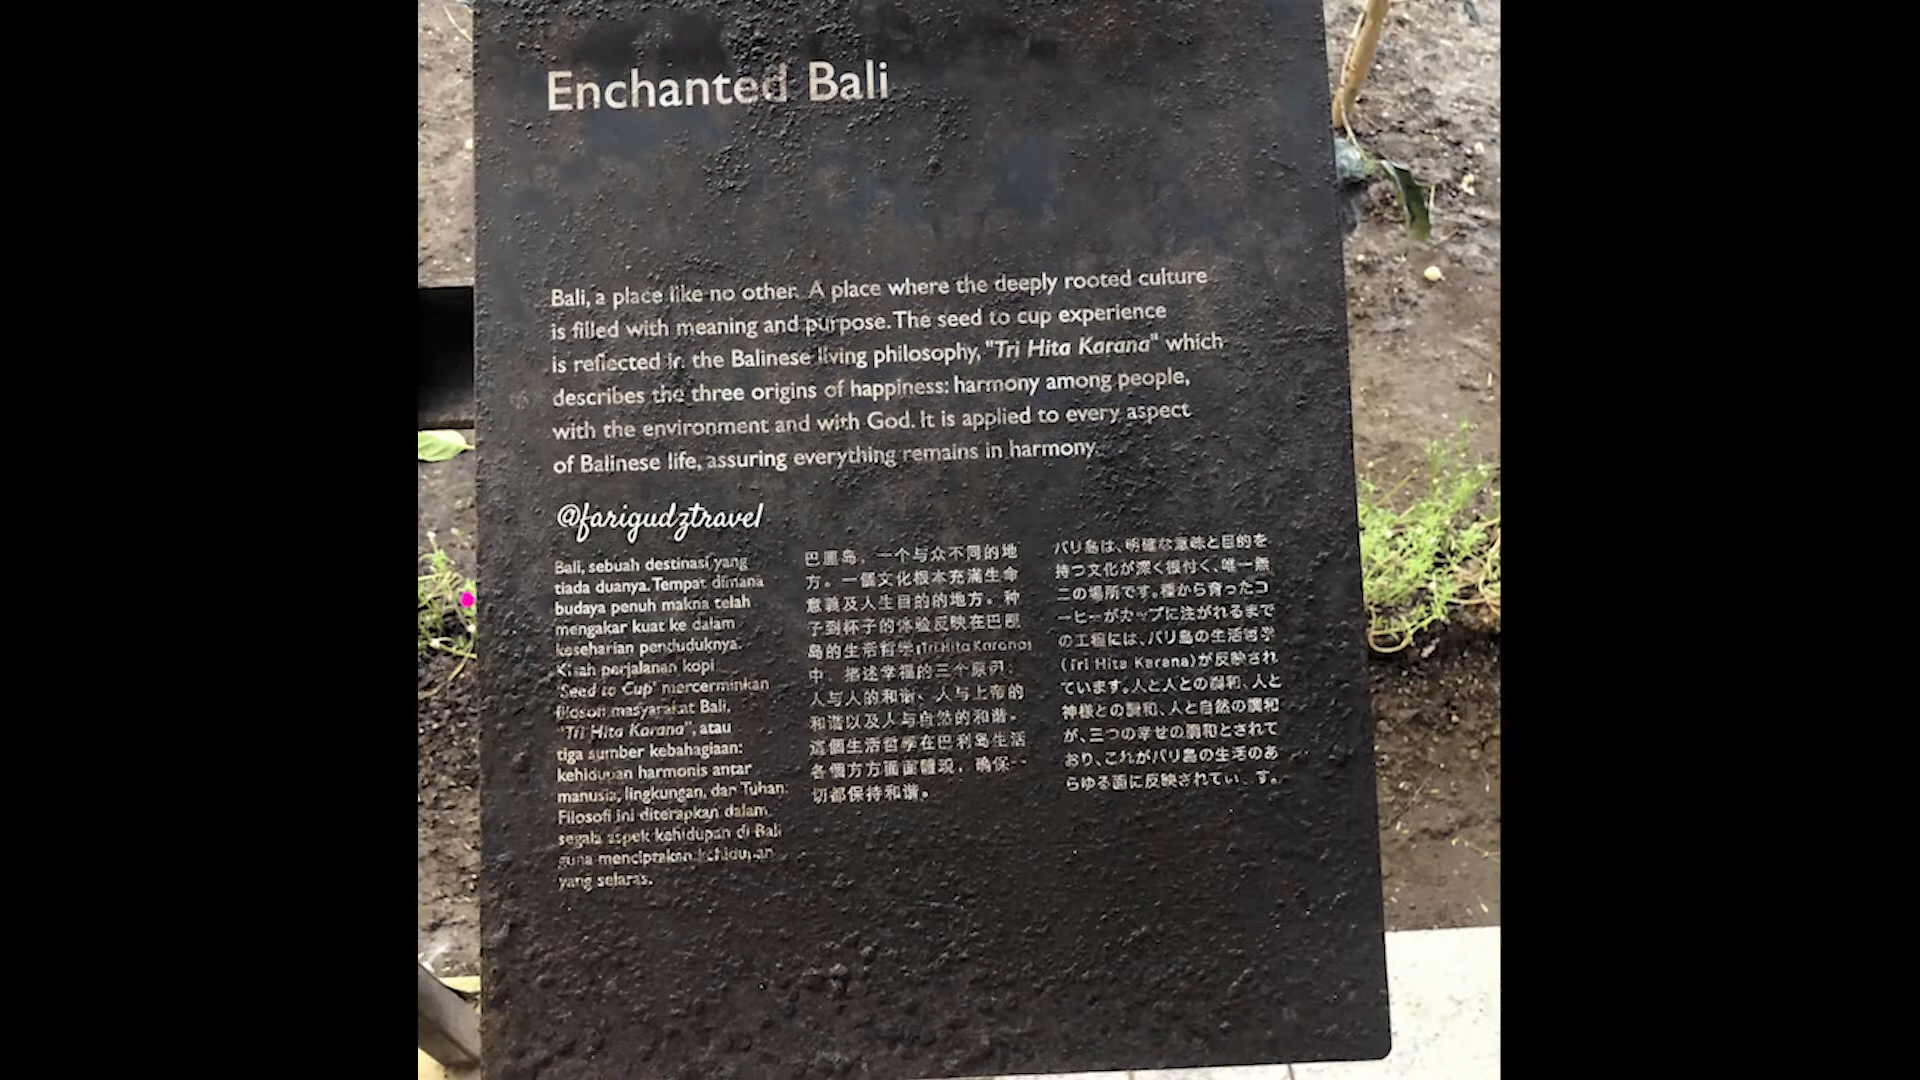 Enchanted Bali
Bali, a place like no other. A place where the deeply rooted culture
is filled with meaning and purpose. The seed to cup experience
is reflected in the Balinese living philosophy, "Tri Hita Karana" which
describes the three origins of happiness: harmony among people,
with the environment and with God. It is applied to every aspect
of Balinese life, assuring everything remains in harmony.
@farigudztravel
Bali, sebuah destinasi yang
tiada duanya. Tempat dimana
budaya penuh makna telah
mengakar kuat ke dalam
keseharian penduduknya.
Kisah perjalanan kopi
'Seed to Cup' mercerminkan
filosofi masyarakat Bali,
"Tri Hita Karana", atau
tiga sumber kebahagiaan:
kehidupan harmonis antar
manusia, lingkungan, dan Tuhan.
Filosofi ini diterapkan dalam
segala aspek kehidupan di Bali
guna menciptakan kehidupan
yang selaras.
巴厘岛，一个与众不同的地
方。一個文化根本充滿生命
意義及人生目的的地方。种
子到杯子的体验反映在巴厘
岛的生活哲学(Tri Hita Karana)
中，描述幸福的三个原则：
人与人的和谐、人与上帝的
和谐以及人与自然的和谐。
這個生活哲學在巴利岛生活
各個方方面面體現，确保一
切都保持和谐。
バリ島は、明確な意味と目的を
持つ文化が深く根付く、唯一無
二の場所です。種から育ったコ
ーヒーがカップに注がれるまで
の工程には、バリ島の生活哲学
(Tri Hita Karana)が反映され
ています。人と人との調和、人と
神様との調和、人と自然の調和
が、三つの幸せの調和とされて
おり、これがバリ島の生活のあ
らゆる面に反映されてい す。